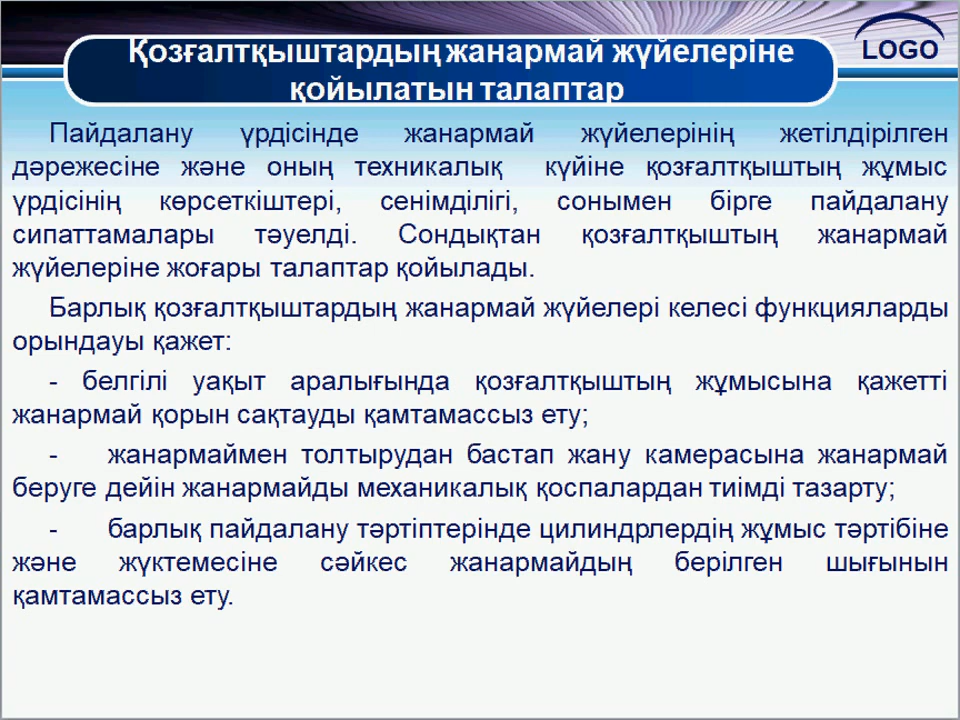 LOGO
Қозғалтқыштардың жанармай жүйелеріне
қойылатын талаптар
Пайдалану үрдісінде жанармай жүйелерінің жетілдірілген
дәрежесіне және оның техникалық күйіне қозғалтқыштың жұмыс
үрдісінің көрсеткіштері, сенімділігі, сонымен бірге пайдалану
сипаттамалары тәуелді. Сондықтан қозғалтқыштың жанармай
жүйелеріне жоғары талаптар қойылады.
Барлық қозғалтқыштардың жанармай жүйелері келесі функцияларды
орындауы қажет:
- белгілі уақыт аралығында қозғалтқыштың жұмысына қажетті
жанармай қорын сақтауды қамтамассыз ету;
- жанармаймен толтырудан бастап жану камерасына жанармай
беруге дейін жанармайды механикалық қоспалардан тиімді тазарту;
- барлық пайдалану тәртіптерінде цилиндрлердің жұмыс тәртібіне
және жүктемесіне сәйкес жанармайдың берілген шығынын
қамтамассыз ету.